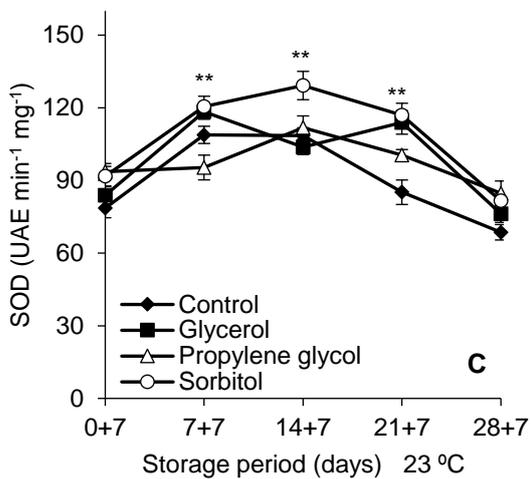 150
**
**
**
120
90
60
30
0
SOD (UAE min⁻¹ mg⁻¹)
Control
Glycerol
Propylene glycol
Sorbitol
C
0+7 7+7 14+7 21+7 28+7
Storage period (days) 23 ºC